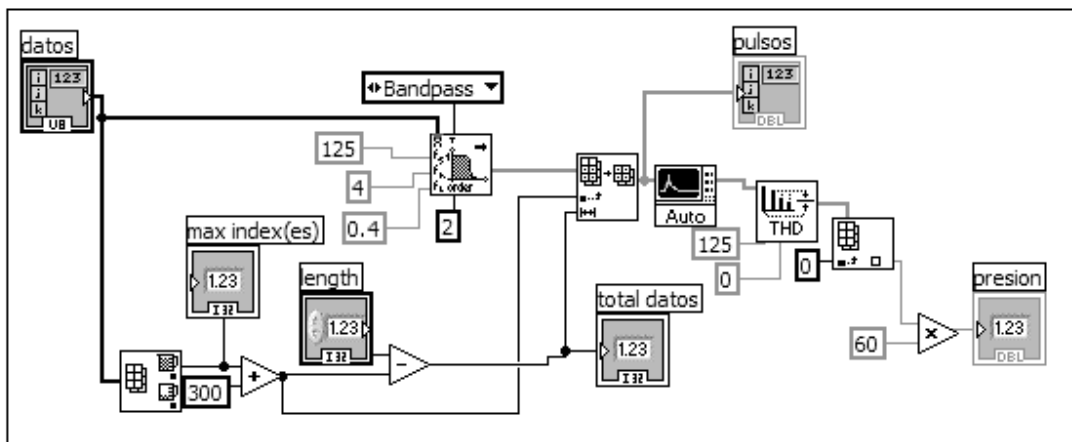 datos
i
j
k
123
U8
Bandpass
pulsos
i
j
k
123
DBL
125
4
0.4
order
2
Auto
125
0
THD
0
max index(es)
1.23
I32
length
1.23
I32
total datos
1.23
I32
presion
1.23
DBL
60
×
300
+
−